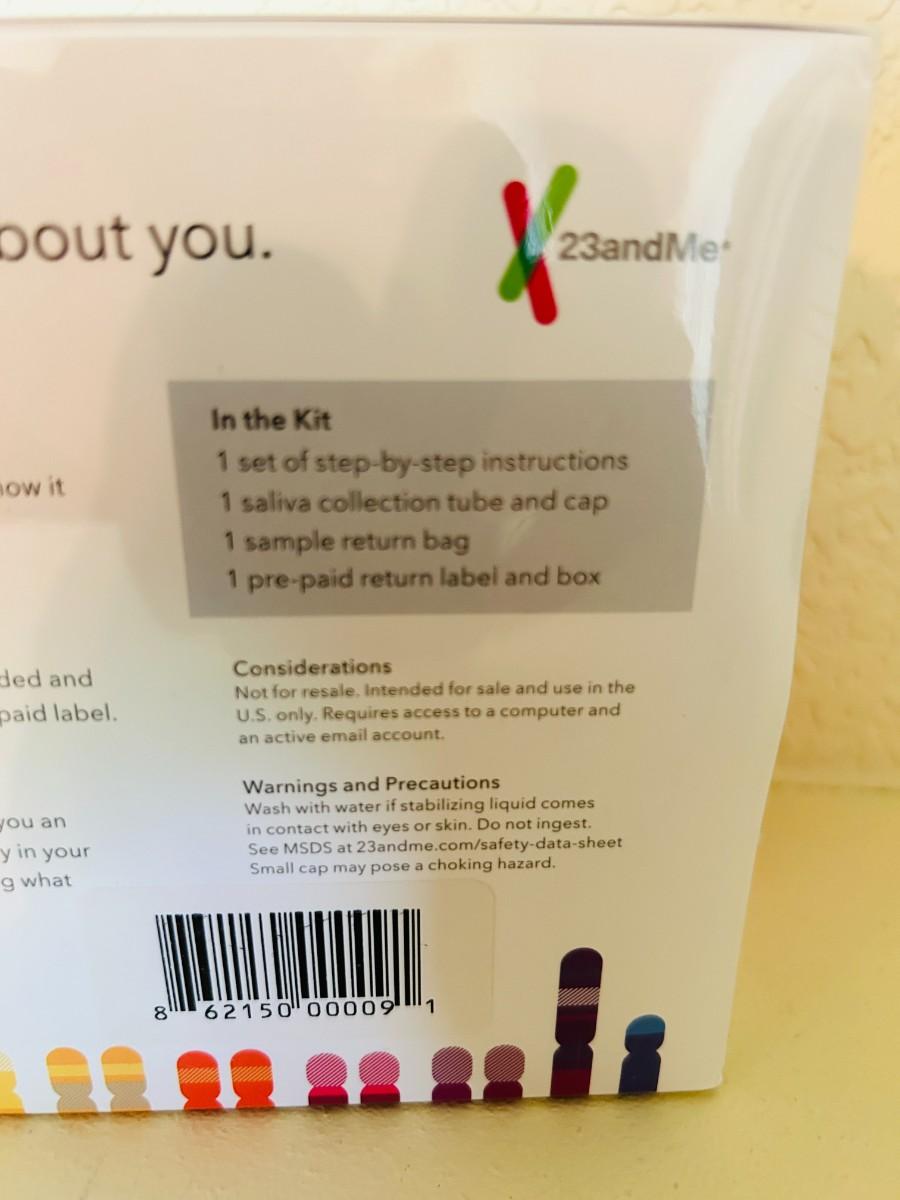 bout you.
23andMe
In the Kit
1 set of step-by-step instructions
1 saliva collection tube and cap
1 sample return bag
1 pre-paid return label and box
how it
ded and
paid label.
Considerations
Not for resale. Intended for sale and use in the
U.S. only. Requires access to a computer and
an active email account.
Warnings and Precautions
Wash with water if stabilizing liquid comes
in contact with eyes or skin. Do not ingest.
See MSDS at 23andme.com/safety-data-sheet
Small cap may pose a choking hazard.
you an
y in your
g what
8 62150 00009 1